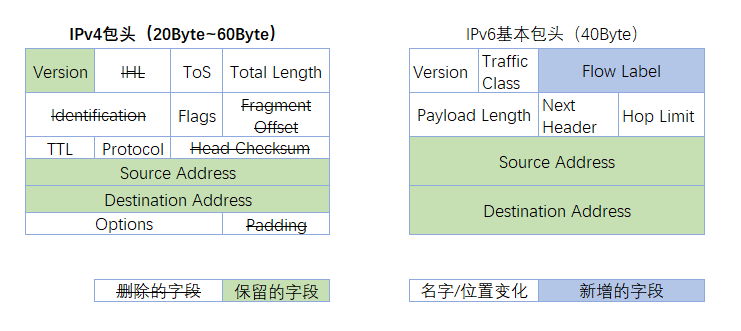 IPv4包头（20Byte~60Byte）
IPv6基本包头（40Byte）
Version IHL ToS Total Length
Identification Flags Fragment
Offset
TTL Protocol Head Checksum
Source Address
Destination Address
Options Padding
删除的字段 保留的字段
Version Traffic
Class Flow Label
Payload Length Next
Header Hop Limit
Source Address
Destination Address
名字/位置变化 新增的字段